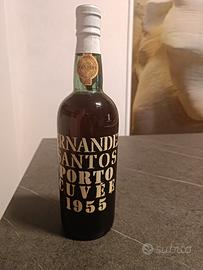 RNANDE
SANTOS
PORTO
CUVÉE
1955
subito